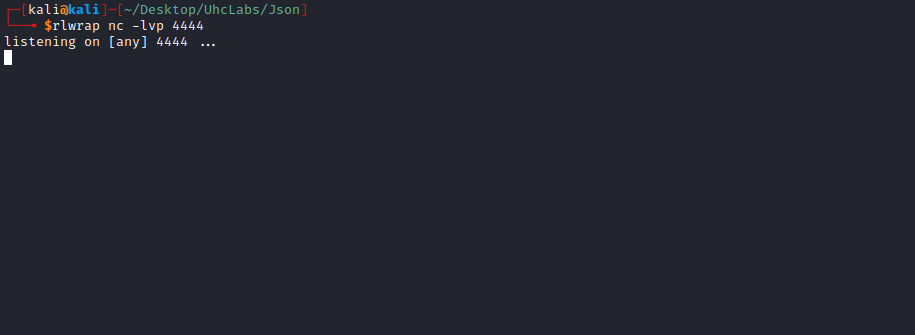 ┌─[kali@kali]─[~/Desktop/UhcLabs/Json]
└──╼ $rlwrap nc -lvp 4444
listening on [any] 4444 ...